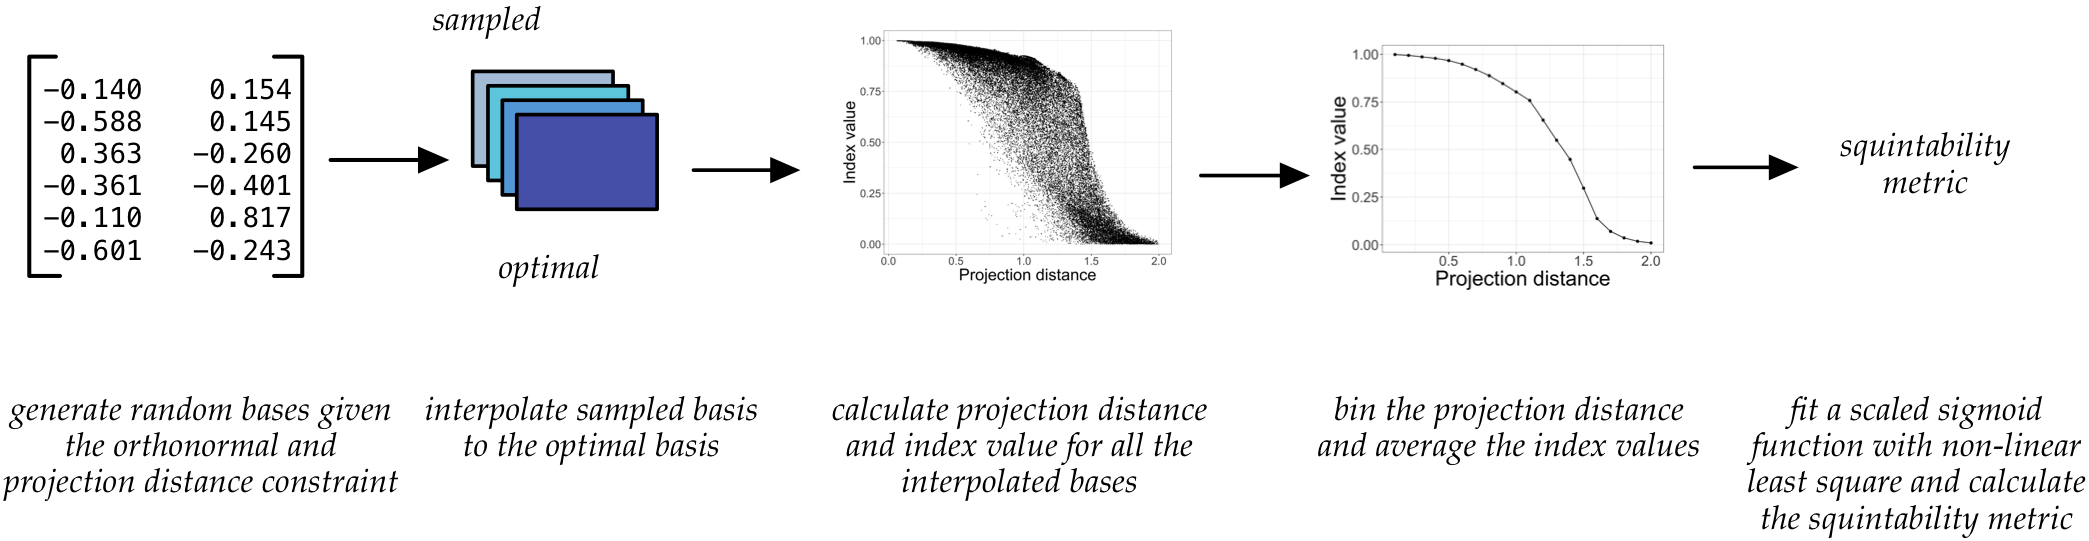 sampled
−0.140 0.154
−0.588 0.145
0.363 −0.260
−0.361 −0.401
−0.110 0.817
−0.601 −0.243
optimal
1.00
0.75
0.50
0.25
0.00
Index value
0.0 0.5 1.0 1.5 2.0
Projection distance
1.00
0.75
0.50
0.25
0.00
Index value
0.5 1.0 1.5 2.0
Projection distance
squintability
metric
generate random bases given
the orthonormal and
projection distance constraint
interpolate sampled basis
to the optimal basis
calculate projection distance
and index value for all the
interpolated bases
bin the projection distance
and average the index values
fit a scaled sigmoid
function with non-linear
least square and calculate
the squintability metric